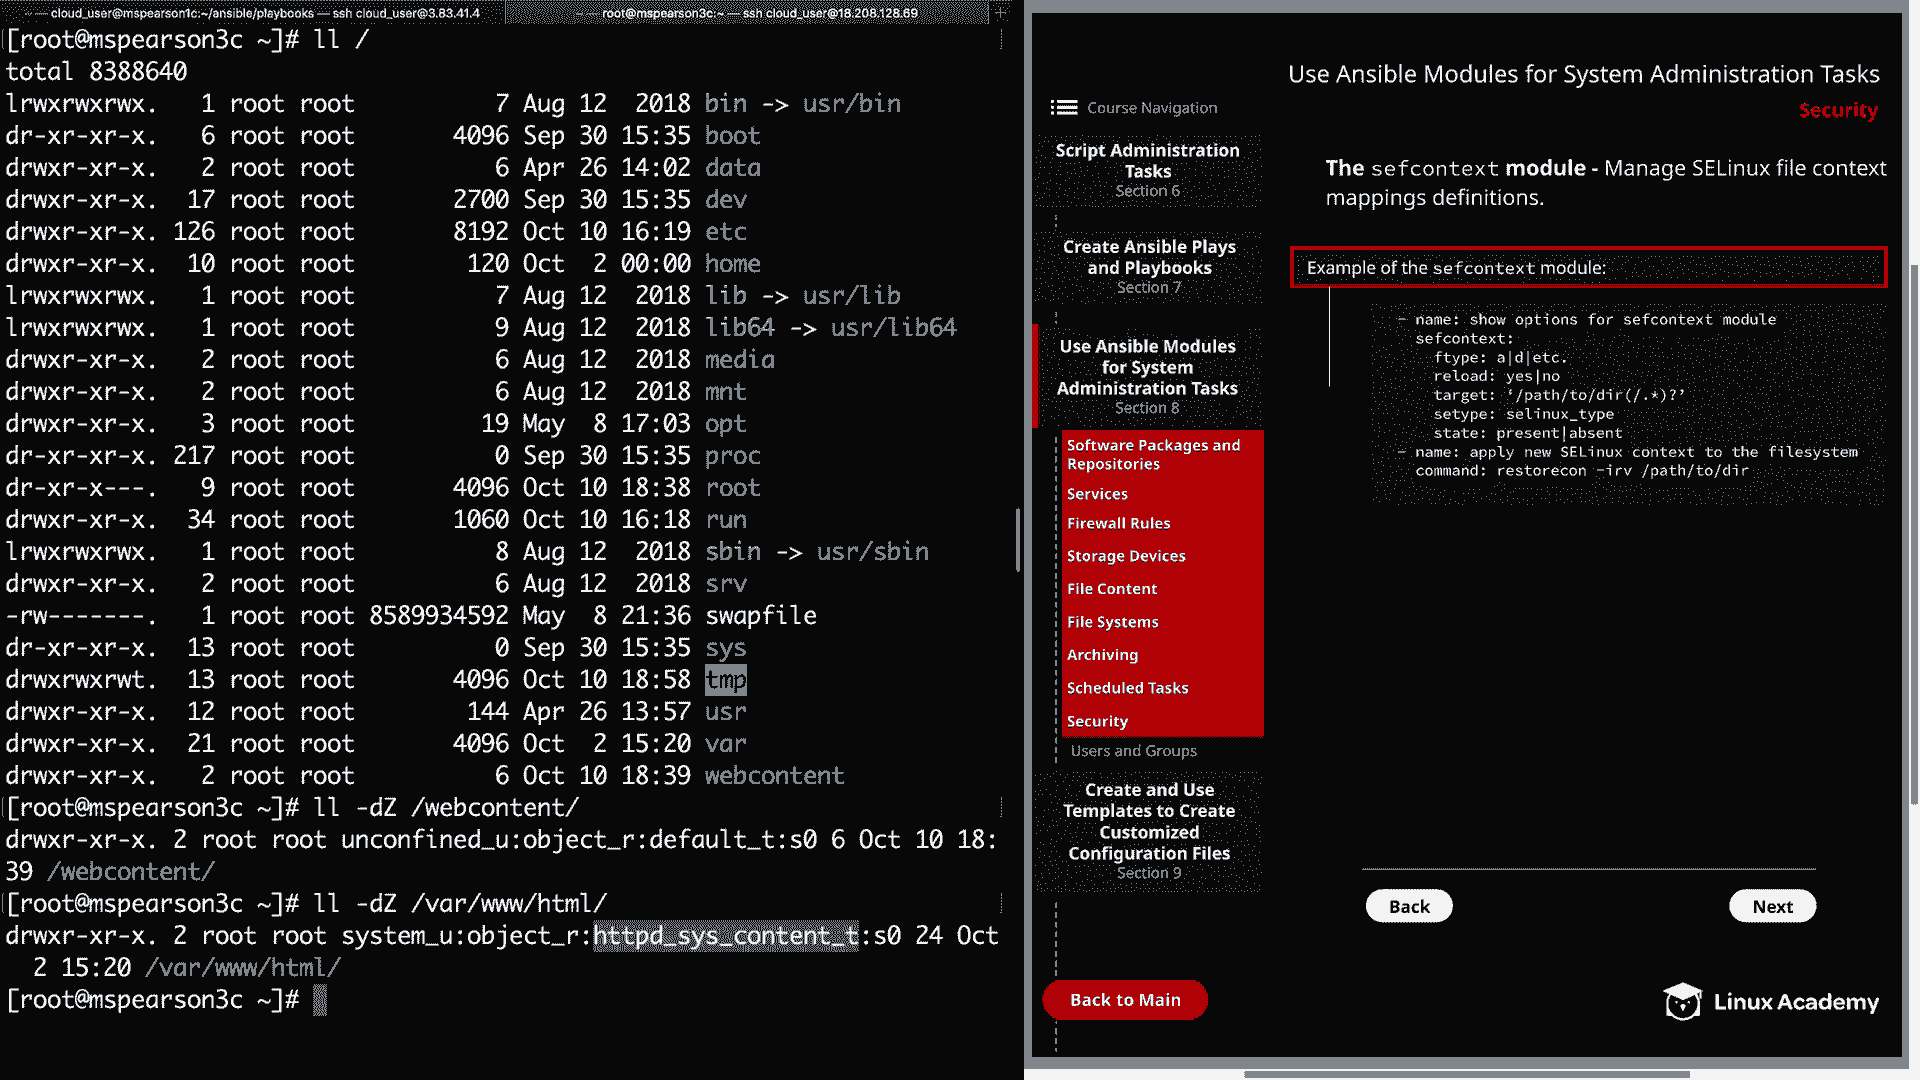 cloud_user@mspearson1c:~/ansible/playbooks — ssh cloud_user@3.83.41.4
root@mspearson3c:~ — ssh cloud_user@18.208.128.69
[root@mspearson3c ~]# ll /
total 8388640
lrwxrwxrwx.   1 root root          7 Aug 12  2018 bin -> usr/bin
dr-xr-xr-x.   6 root root       4096 Sep 30 15:35 boot
drwxr-xr-x.   2 root root          6 Apr 26 14:02 data
drwxr-xr-x.  17 root root       2700 Sep 30 15:35 dev
drwxr-xr-x. 126 root root       8192 Oct 10 16:19 etc
drwxr-xr-x.  10 root root        120 Oct  2 00:00 home
lrwxrwxrwx.   1 root root          7 Aug 12  2018 lib -> usr/lib
lrwxrwxrwx.   1 root root          9 Aug 12  2018 lib64 -> usr/lib64
drwxr-xr-x.   2 root root          6 Aug 12  2018 media
drwxr-xr-x.   2 root root          6 Aug 12  2018 mnt
drwxr-xr-x.   3 root root         19 May  8 17:03 opt
dr-xr-xr-x. 217 root root          0 Sep 30 15:35 proc
dr-xr-x---.   9 root root       4096 Oct 10 18:38 root
drwxr-xr-x.  34 root root       1060 Oct 10 16:18 run
lrwxrwxrwx.   1 root root          8 Aug 12  2018 sbin -> usr/sbin
drwxr-xr-x.   2 root root          6 Aug 12  2018 srv
-rw-------.   1 root root 8589934592 May  8 21:36 swapfile
dr-xr-xr-x.  13 root root          0 Sep 30 15:35 sys
drwxrwxrwt.  13 root root       4096 Oct 10 18:58 tmp
drwxr-xr-x.  12 root root        144 Apr 26 13:57 usr
drwxr-xr-x.  21 root root       4096 Oct  2 15:20 var
drwxr-xr-x.   2 root root          6 Oct 10 18:39 webcontent
[root@mspearson3c ~]# ll -dZ /webcontent/
drwxr-xr-x. 2 root root unconfined_u:object_r:default_t:s0 6 Oct 10 18:
39 /webcontent/
[root@mspearson3c ~]# ll -dZ /var/www/html/
drwxr-xr-x. 2 root root system_u:object_r:httpd_sys_content_t:s0 24 Oct
  2 15:20 /var/www/html/
[root@mspearson3c ~]#
Use Ansible Modules for System Administration Tasks
Security
Course Navigation
Script Administration
Tasks
Section 6
Create Ansible Plays
and Playbooks
Section 7
Use Ansible Modules
for System
Administration Tasks
Section 8
Software Packages and
Repositories
Services
Firewall Rules
Storage Devices
File Content
File Systems
Archiving
Scheduled Tasks
Security
Users and Groups
Create and Use
Templates to Create
Customized
Configuration Files
Section 9
Back to Main
The sefcontext module - Manage SELinux file context
mappings definitions.
Example of the sefcontext module:
- name: show options for sefcontext module
  sefcontext:
    ftype: a|d|etc.
    reload: yes|no
    target: ‘/path/to/dir(/.*)?’
    setype: selinux_type
    state: present|absent
- name: apply new SELinux context to the filesystem
  command: restorecon -irv /path/to/dir
Back
Next
Linux Academy